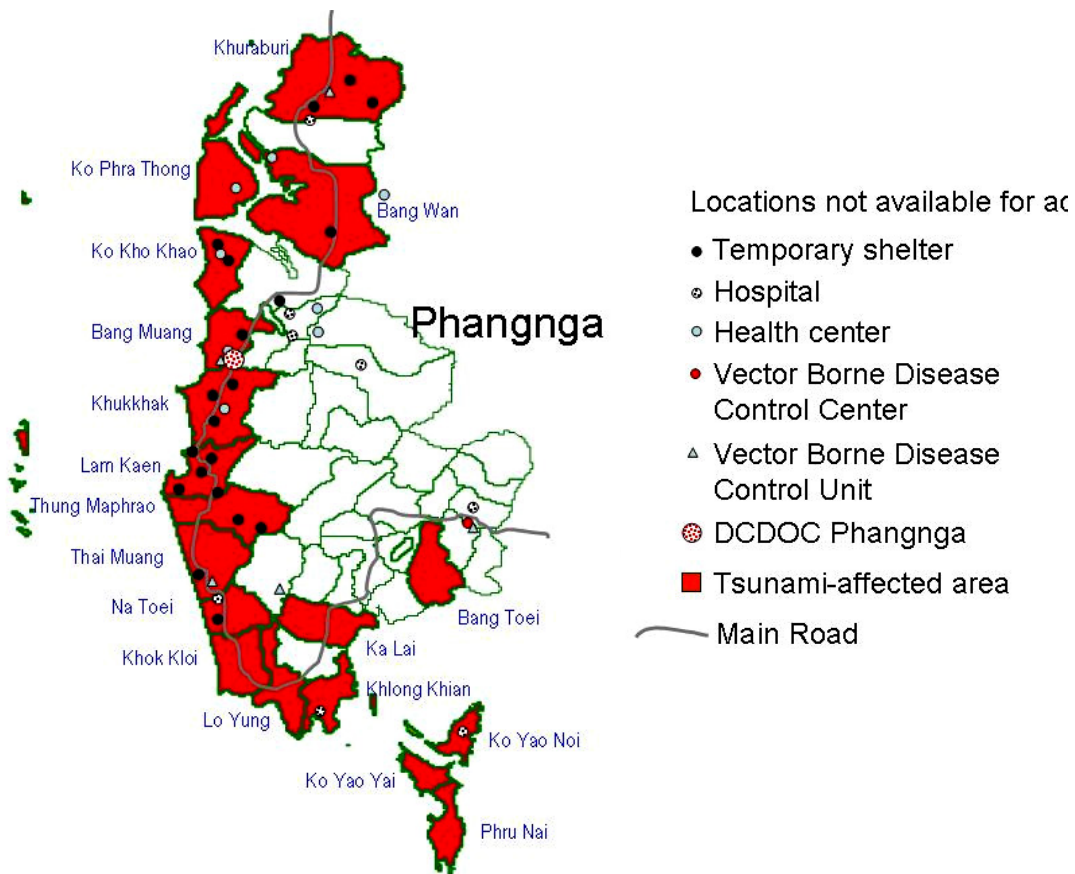 Khuraburi
Ko Phra Thong
Bang Wan
Ko Kho Khao
Bang Muang
Phangnga
Khukkhak
Lam Kaen
Thung Maphrao
Thai Muang
Na Toei
Bang Toei
Khok Kloi
Ka Lai
Khlong Khian
Lo Yung
Ko Yao Noi
Ko Yao Yai
Phru Nai
Locations not available for
Temporary shelter
Hospital
Health center
Vector Borne Disease
Control Center
Vector Borne Disease
Control Unit
DCDOC Phangnga
Tsunami-affected area
Main Road